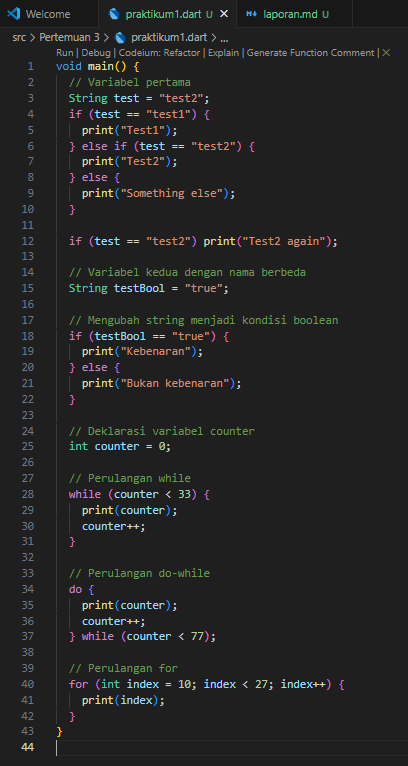 Welcome praktikum1.dart U × laporan.md U
src > Pertemuan 3 > praktikum1.dart > ...
Run | Debug | Codeium: Refactor | Explain | Generate Function Comment | ×
1 void main() {
2 // Variabel pertama
3 String test = "test2";
4 if (test == "test1") {
5 print("Test1");
6 } else if (test == "test2") {
7 print("Test2");
8 } else {
9 print("Something else");
10 }
11
12 if (test == "test2") print("Test2 again");
13
14 // Variabel kedua dengan nama berbeda
15 String testBool = "true";
16
17 // Mengubah string menjadi kondisi boolean
18 if (testBool == "true") {
19 print("Kebenaran");
20 } else {
21 print("Bukan kebenaran");
22 }
23
24 // Deklarasi variabel counter
25 int counter = 0;
26
27 // Perulangan while
28 while (counter < 33) {
29 print(counter);
30 counter++;
31 }
32
33 // Perulangan do-while
34 do {
35 print(counter);
36 counter++;
37 } while (counter < 77);
38
39 // Perulangan for
40 for (int index = 10; index < 27; index++) {
41 print(index);
42 }
43 }
44